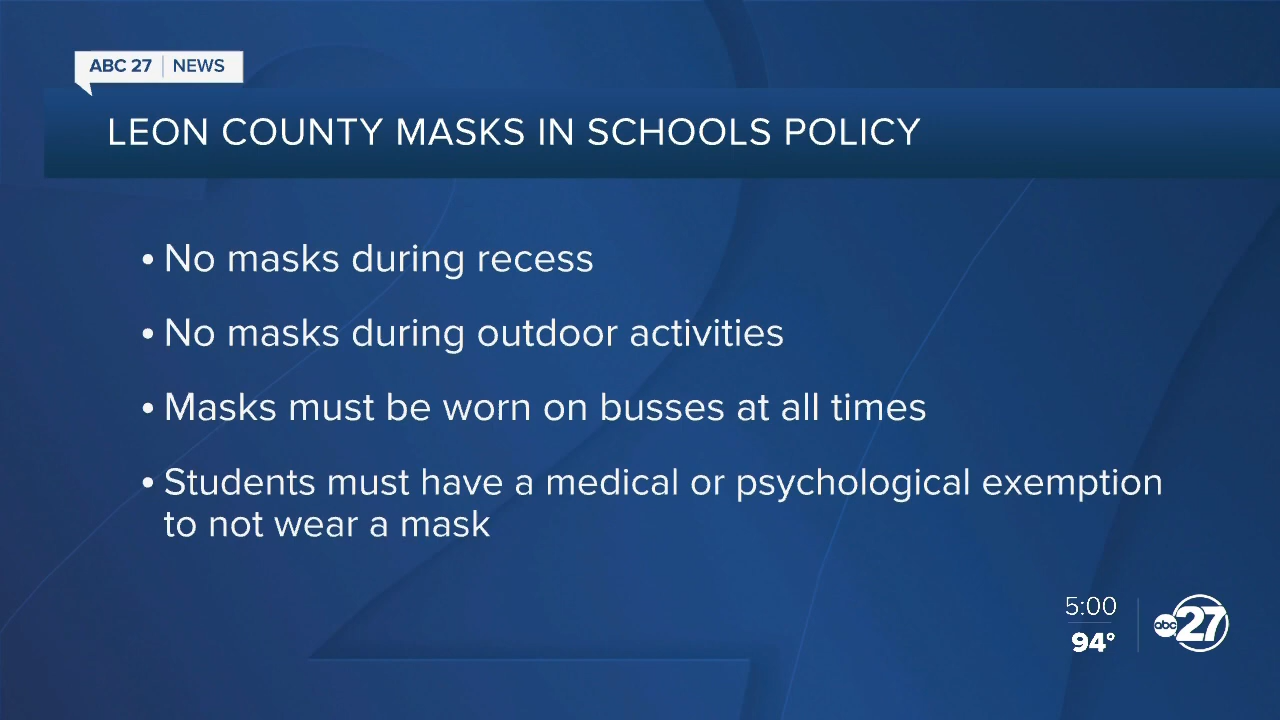 ABC 27 | NEWS
LEON COUNTY MASKS IN SCHOOLS POLICY
• No masks during recess
• No masks during outdoor activities
• Masks must be worn on busses at all times
• Students must have a medical or psychological exemption
to not wear a mask
5:00
94°
abc 27